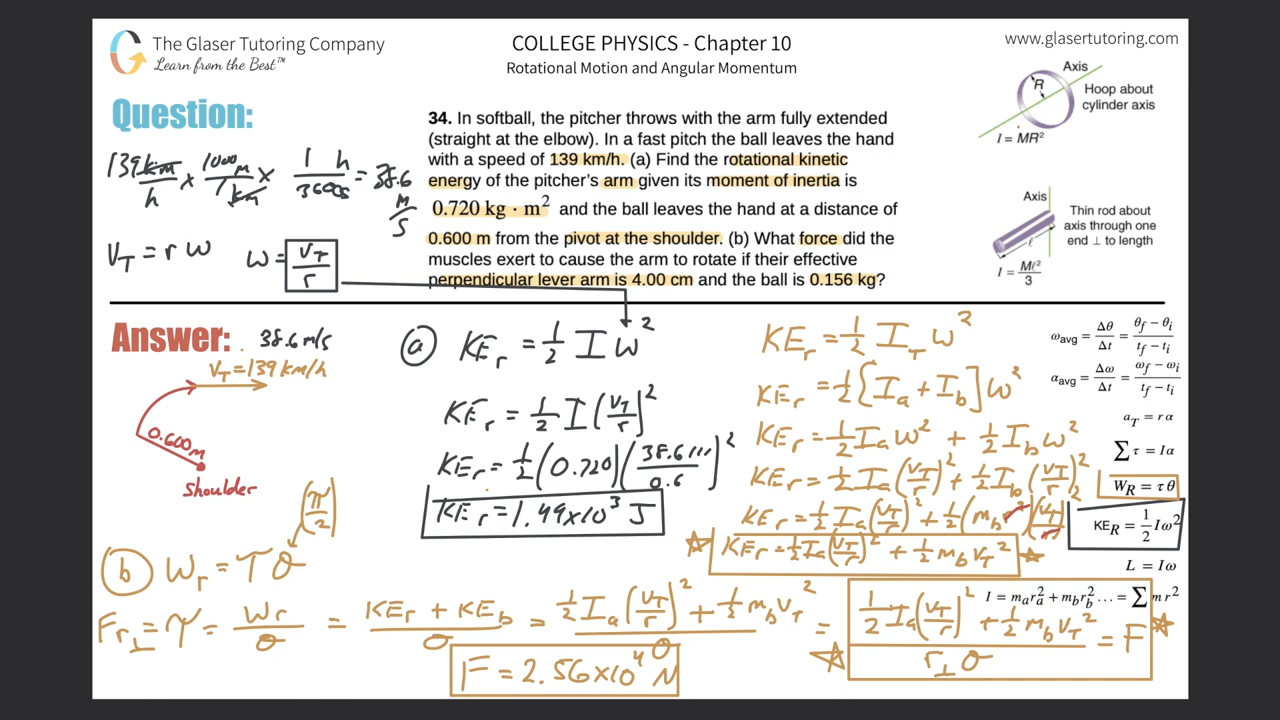 The Glaser Tutoring Company
Learn from the Best™
COLLEGE PHYSICS - Chapter 10
Rotational Motion and Angular Momentum
www.glasertutoring.com
Question:
139 km/h × 1000 m/1 km × 1 h/3600 s = 38.6 m/s
V_T = r ω
ω = V_T/r
34. In softball, the pitcher throws with the arm fully extended
(straight at the elbow). In a fast pitch the ball leaves the hand
with a speed of 139 km/h. (a) Find the rotational kinetic
energy of the pitcher's arm given its moment of inertia is
0.720 kg · m² and the ball leaves the hand at a distance of
0.600 m from the pivot at the shoulder. (b) What force did the
muscles exert to cause the arm to rotate if their effective
perpendicular lever arm is 4.00 cm and the ball is 0.156 kg?
Axis
R
Hoop about
cylinder axis
I = MR²
Axis
Thin rod about
axis through one
end ⊥ to length
ℓ
I = Mℓ²/3
Answer:
38.6 m/s
V_T = 139 km/h
0.600 m
Shoulder
(a) KE_r = 1/2 I ω²
KE_r = 1/2 I (V_T/r)²
KE_r = 1/2 (0.720)(38.6111/0.6)²
KE_r = 1.49×10³ J
KE_r = 1/2 I_T ω²
KE_r = 1/2 [I_a + I_b] ω²
KE_r = 1/2 I_a ω² + 1/2 I_b ω²
KE_r = 1/2 I_a (V_T/r)² + 1/2 I_b (V_T/r)²
KE_r = 1/2 I_a (V_T/r)² + 1/2 (m_b r²)(V_T/r)²
KE_r = 1/2 I_a (V_T/r)² + 1/2 m_b V_T²
ω_avg = Δθ/Δt = (θ_f − θ_i)/(t_f − t_i)
α_avg = Δω/Δt = (ω_f − ω_i)/(t_f − t_i)
a_T = r α
∑ τ = Iα
W_R = τ θ
KE_R = 1/2 Iω²
L = Iω
I = m_a r_a² + m_b r_b² … = ∑ m r²
(π/2)
(b) W_r = τ θ
F r_⊥ = τ = W_r/θ = (KE_r + KE_b)/θ = (1/2 I_a (V_T/r)² + 1/2 m_b V_T²)/θ = (1/2 I_a (V_T/r)² + 1/2 m_b V_T²)/(r_⊥ θ) = F
F = 2.56×10⁴ N